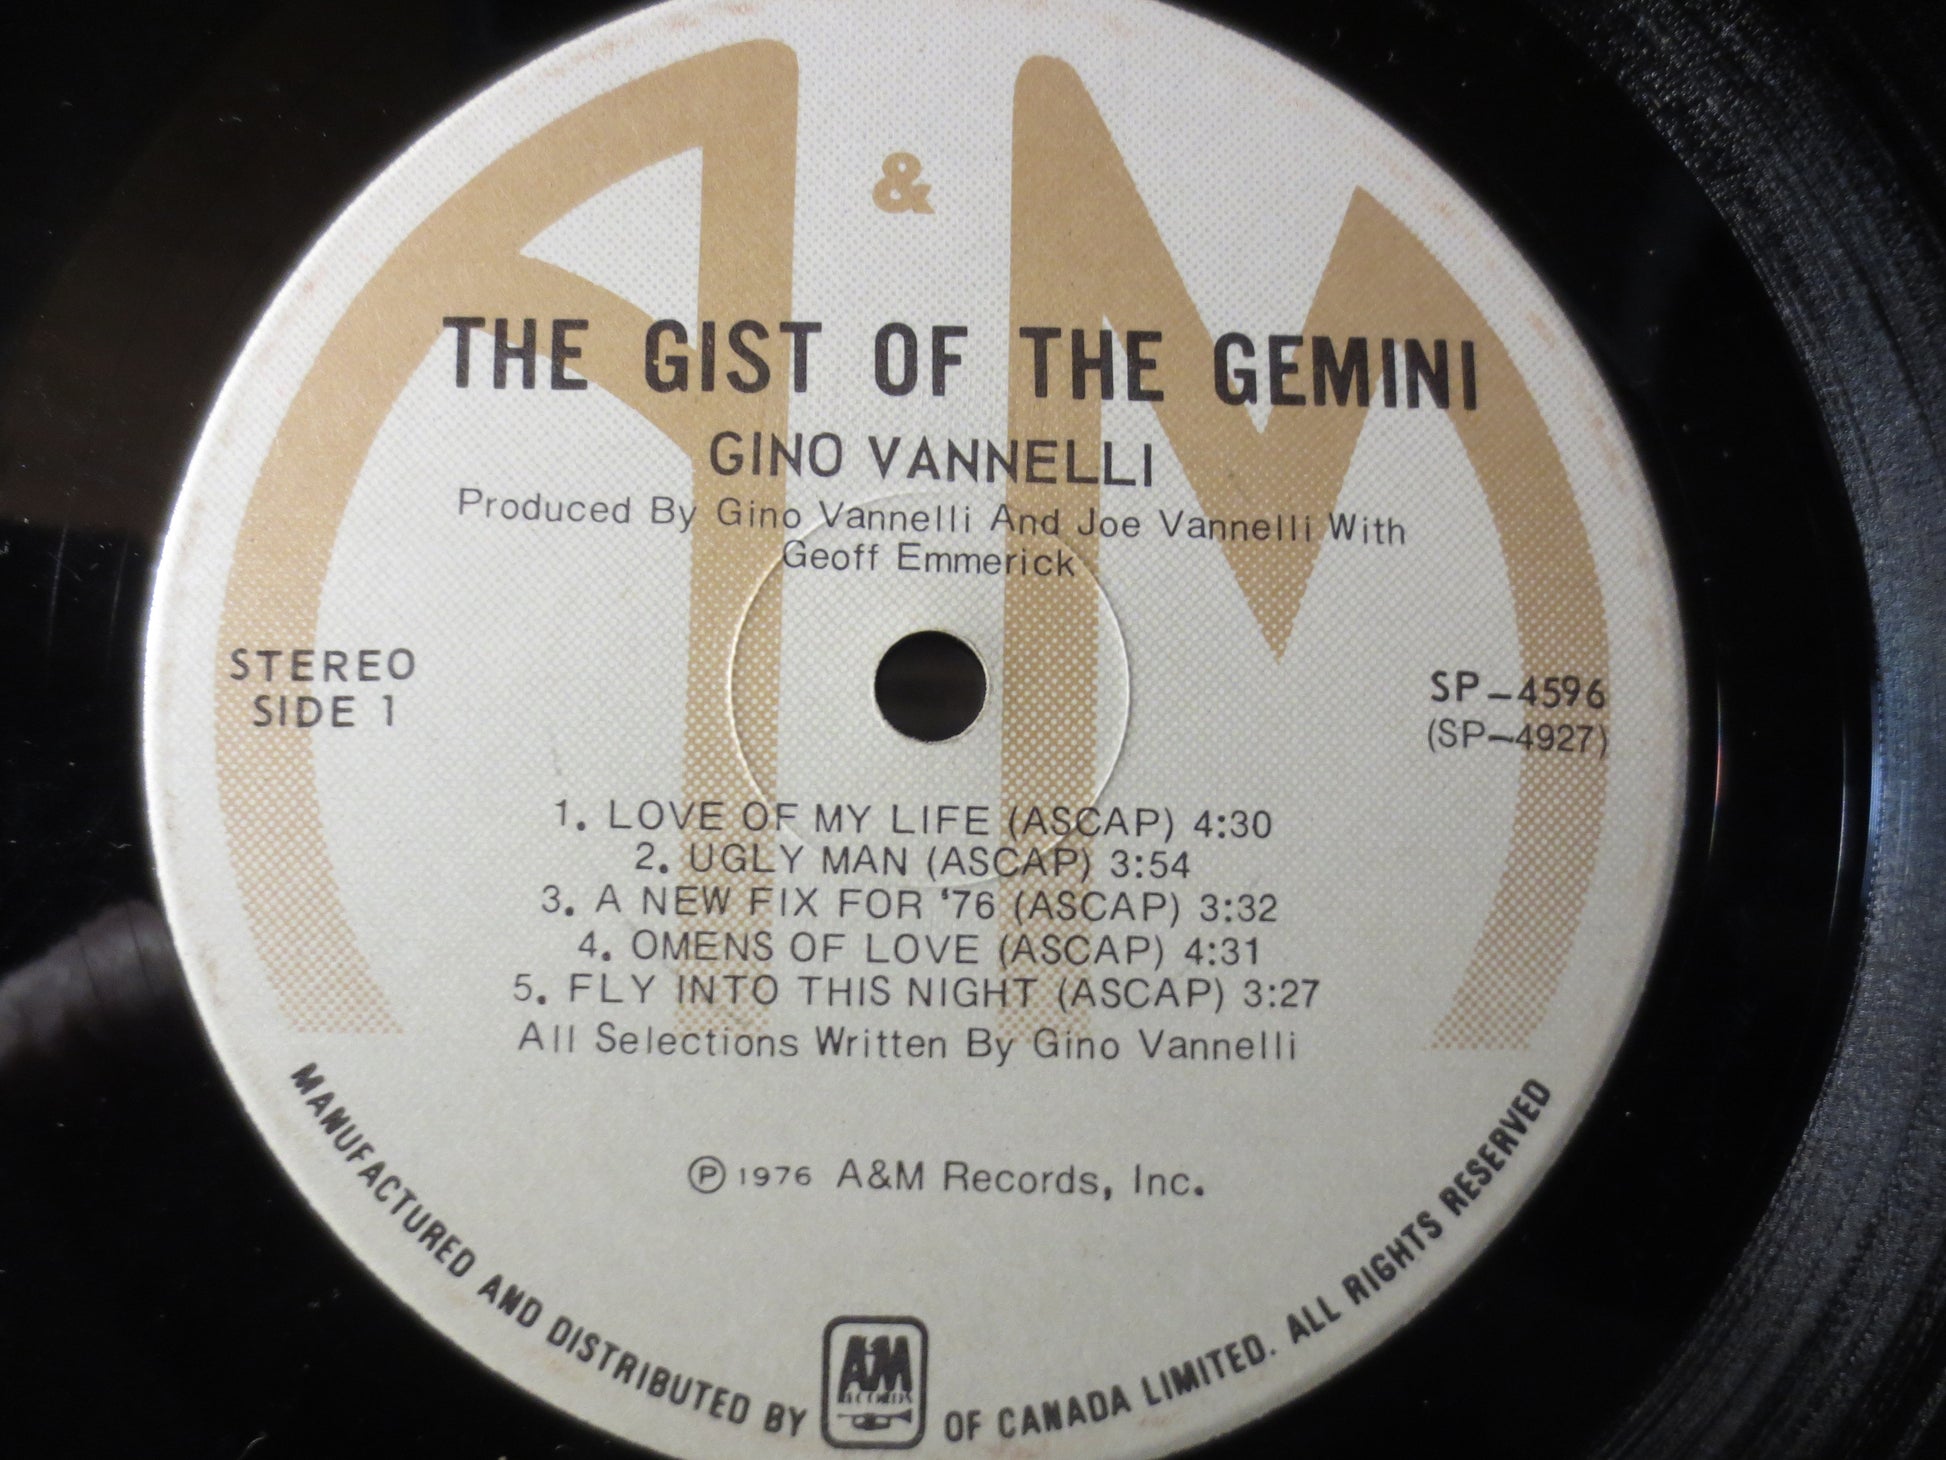 A & M
THE GIST OF THE GEMINI
GINO VANNELLI
Produced By Gino Vannelli And Joe Vannelli With
Geoff Emmerick
STEREO
SIDE 1
SP-4596
(SP-4927)
1. LOVE OF MY LIFE (ASCAP) 4:30
2. UGLY MAN (ASCAP) 3:54
3. A NEW FIX FOR '76 (ASCAP) 3:32
4. OMENS OF LOVE (ASCAP) 4:31
5. FLY INTO THIS NIGHT (ASCAP) 3:27
All Selections Written By Gino Vannelli
℗ 1976 A&M Records, Inc.
MANUFACTURED AND DISTRIBUTED BY A&M RECORDS OF CANADA LIMITED. ALL RIGHTS RESERVED